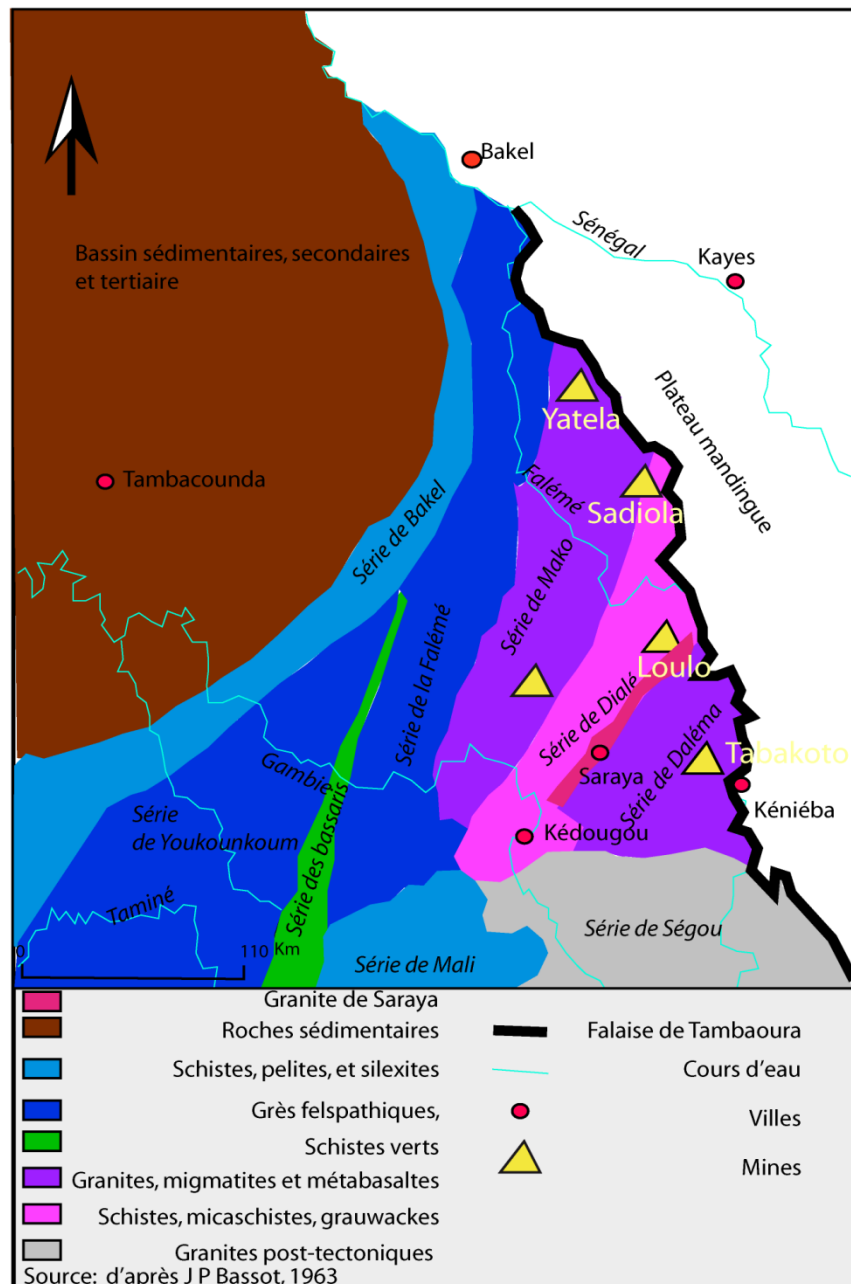 Bakel
Sénégal
Kayes
Bassin sédimentaires, secondaires
et tertiaire
Plateau mandingue
Yatela
Tambacounda
Falémé
Sadiola
Série de Bakel
Série de Mako
Série de la Falémé
Loulo
Série de Dialé
Série de Daléma
Tabakoto
Saraya
Gambie
Kéniéba
Série
de Youkounkoum
Kédougou
Série des bassaris
Taminé
Série de Ségou
0 110 Km
Série de Mali
Granite de Saraya
Roches sédimentaires
Schistes, pelites, et silexites
Grès felspathiques,
Schistes verts
Granites, migmatites et métabasaltes
Schistes, micaschistes, grauwackes
Granites post-tectoniques
Falaise de Tambaoura
Cours d'eau
Villes
Mines
Source: d'après J P Bassot, 1963